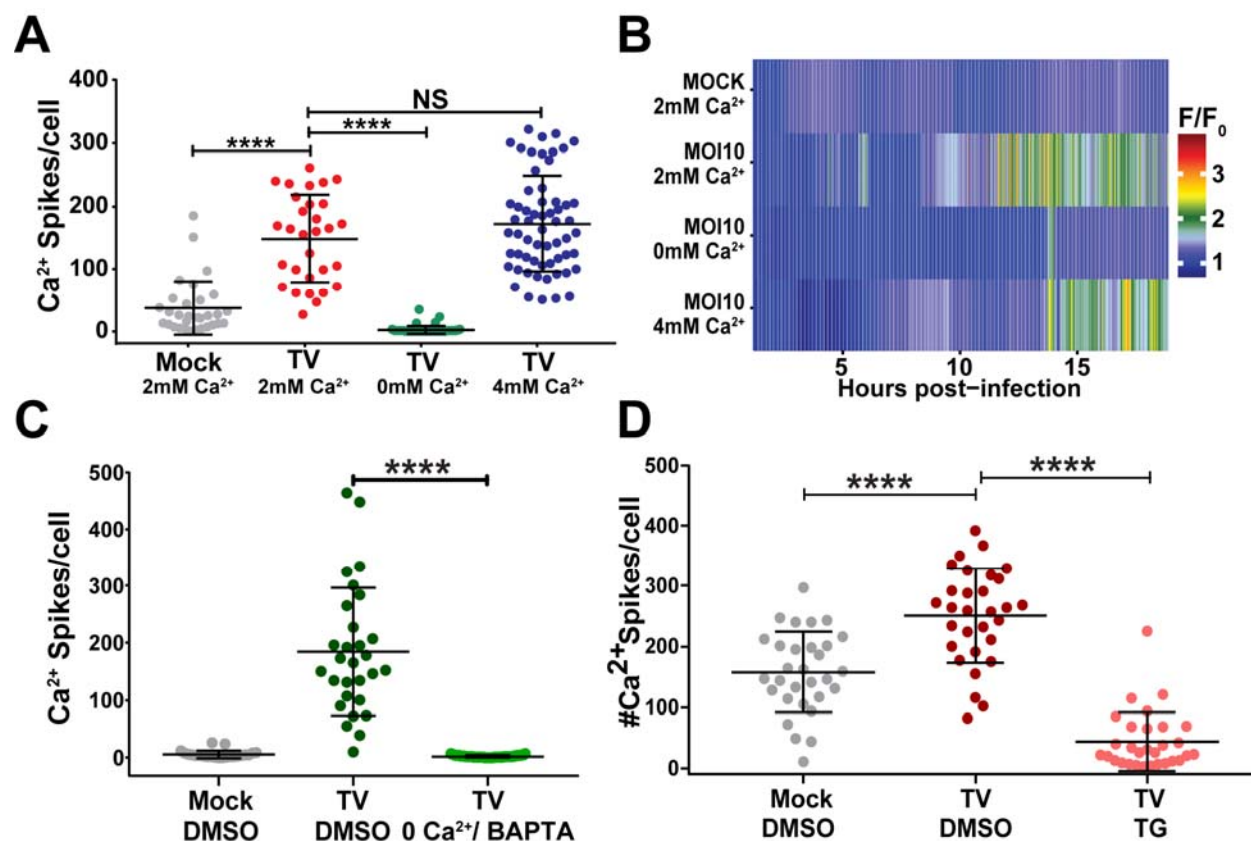 A
Ca²⁺ Spikes/cell
400
300
200
100
0
****
****
NS
Mock
2mM Ca²⁺
TV
2mM Ca²⁺
TV
0mM Ca²⁺
TV
4mM Ca²⁺
B
MOCK
2mM Ca²⁺
MOI10
2mM Ca²⁺
MOI10
0mM Ca²⁺
MOI10
4mM Ca²⁺
5
10
15
Hours post-infection
F/F₀
3
2
1
C
Ca²⁺ Spikes/cell
500
400
300
200
100
0
****
Mock
DMSO
TV
DMSO
TV
0 Ca²⁺/ BAPTA
D
#Ca²⁺Spikes/cell
500
400
300
200
100
0
****
****
Mock
DMSO
TV
DMSO
TV
TG